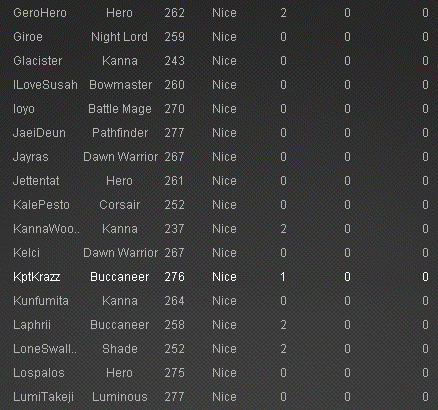 GeroHero Hero 262 Nice 2 0 0
Giroe Night Lord 259 Nice 0 0 0
Glacister Kanna 243 Nice 0 0 0
ILoveSusah Bowmaster 260 Nice 0 0 0
Ioyo Battle Mage 270 Nice 0 0 0
JaeiDeun Pathfinder 277 Nice 0 0 0
Jayras Dawn Warrior 267 Nice 0 0 0
Jettentat Hero 261 Nice 0 0 0
KalePesto Corsair 252 Nice 0 0 0
KannaWoo.. Kanna 237 Nice 2 0 0
Kelci Dawn Warrior 267 Nice 0 0 0
KptKrazz Buccaneer 276 Nice 1 0 0
Kunfumita Kanna 264 Nice 0 0 0
Laphrii Buccaneer 258 Nice 2 0 0
LoneSwall.. Shade 252 Nice 2 0 0
Lospalos Hero 275 Nice 0 0 0
LumiTakeji Luminous 277 Nice 0 0 0